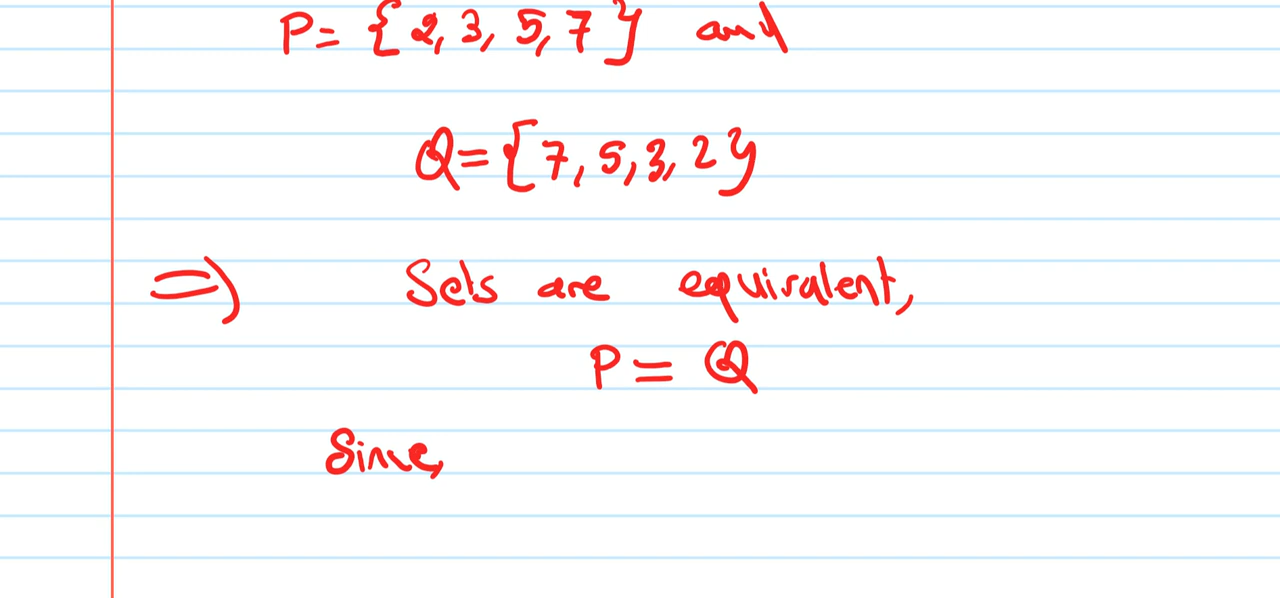 P= {2, 3, 5, 7} and
Q={7, 5, 3, 2}
=> Sets are equivalent,
P = Q
Since,